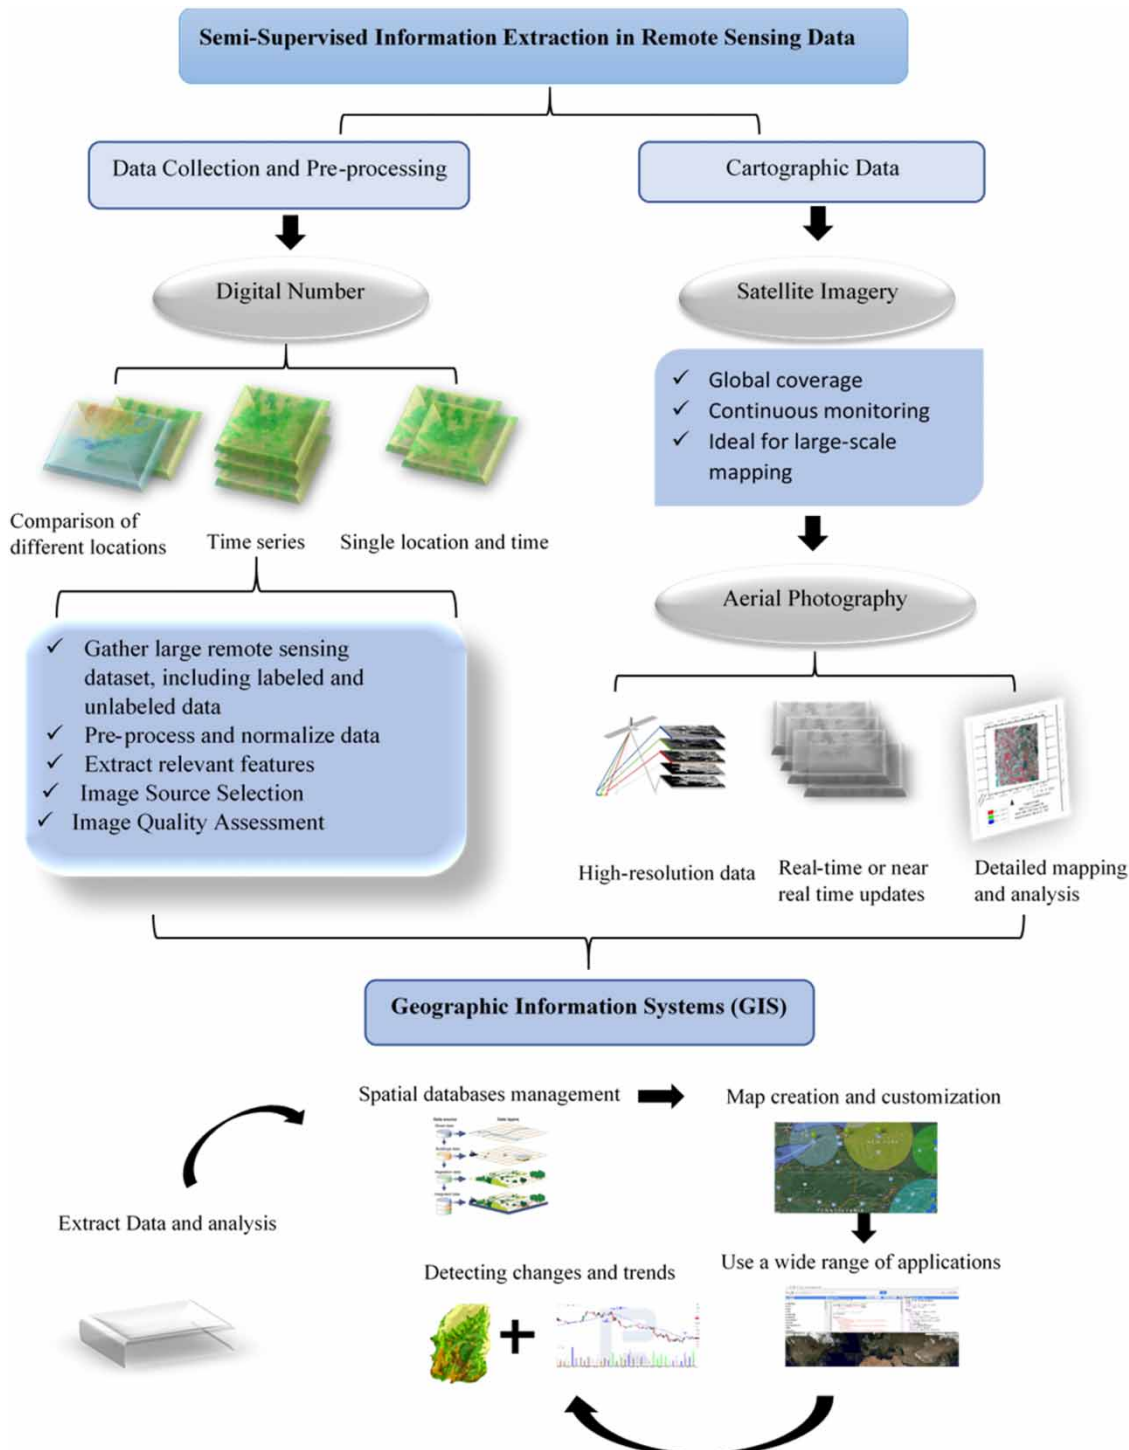 Semi-Supervised Information Extraction in Remote Sensing Data
Data Collection and Pre-processing
Cartographic Data
Digital Number
Satellite Imagery
✓ Global coverage
✓ Continuous monitoring
✓ Ideal for large-scale
mapping
Comparison of
different locations
Time series
Single location and time
Aerial Photography
✓ Gather large remote sensing
dataset, including labeled and
unlabeled data
✓ Pre-process and normalize data
✓ Extract relevant features
✓ Image Source Selection
✓ Image Quality Assessment
High-resolution data
Real-time or near
real time updates
Detailed mapping
and analysis
Geographic Information Systems (GIS)
Spatial databases management
Map creation and customization
Extract Data and analysis
Use a wide range of applications
Detecting changes and trends